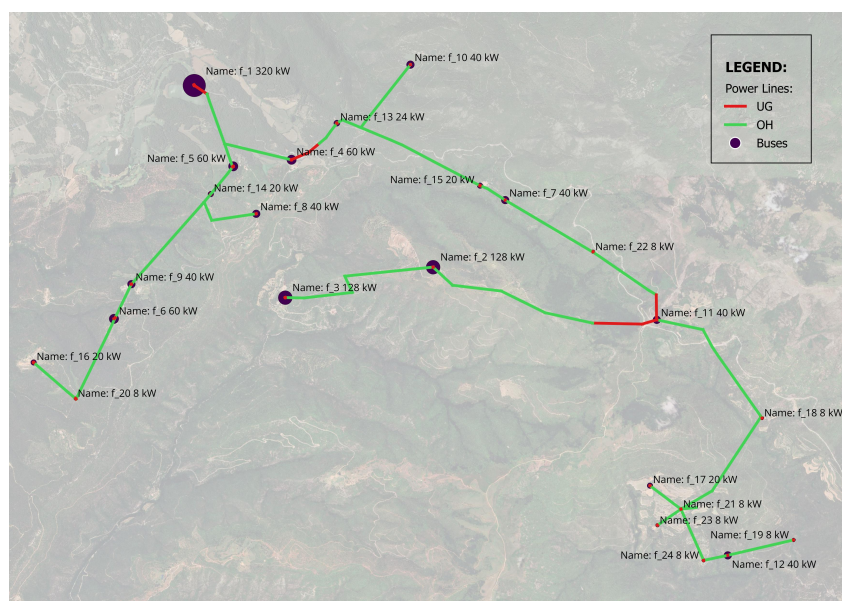 Name: f_10 40 kW
Name: f_1 320 kW
LEGEND:
Power Lines:
UG
OH
Buses
Name: f_13 24 kW
Name: f_4 60 kW
Name: f_5 60 kW
Name: f_15 20 kW
Name: f_14 20 kW
Name: f_7 40 kW
Name: f_8 40 kW
Name: f_22 8 kW
Name: f_2 128 kW
Name: f_9 40 kW
Name: f_3 128 kW
Name: f_6 60 kW
Name: f_11 40 kW
Name: f_16 20 kW
Name: f_20 8 kW
Name: f_18 8 kW
Name: f_17 20 kW
Name: f_21 8 kW
Name: f_23 8 kW
Name: f_19 8 kW
Name: f_24 8 kW
Name: f_12 40 kW